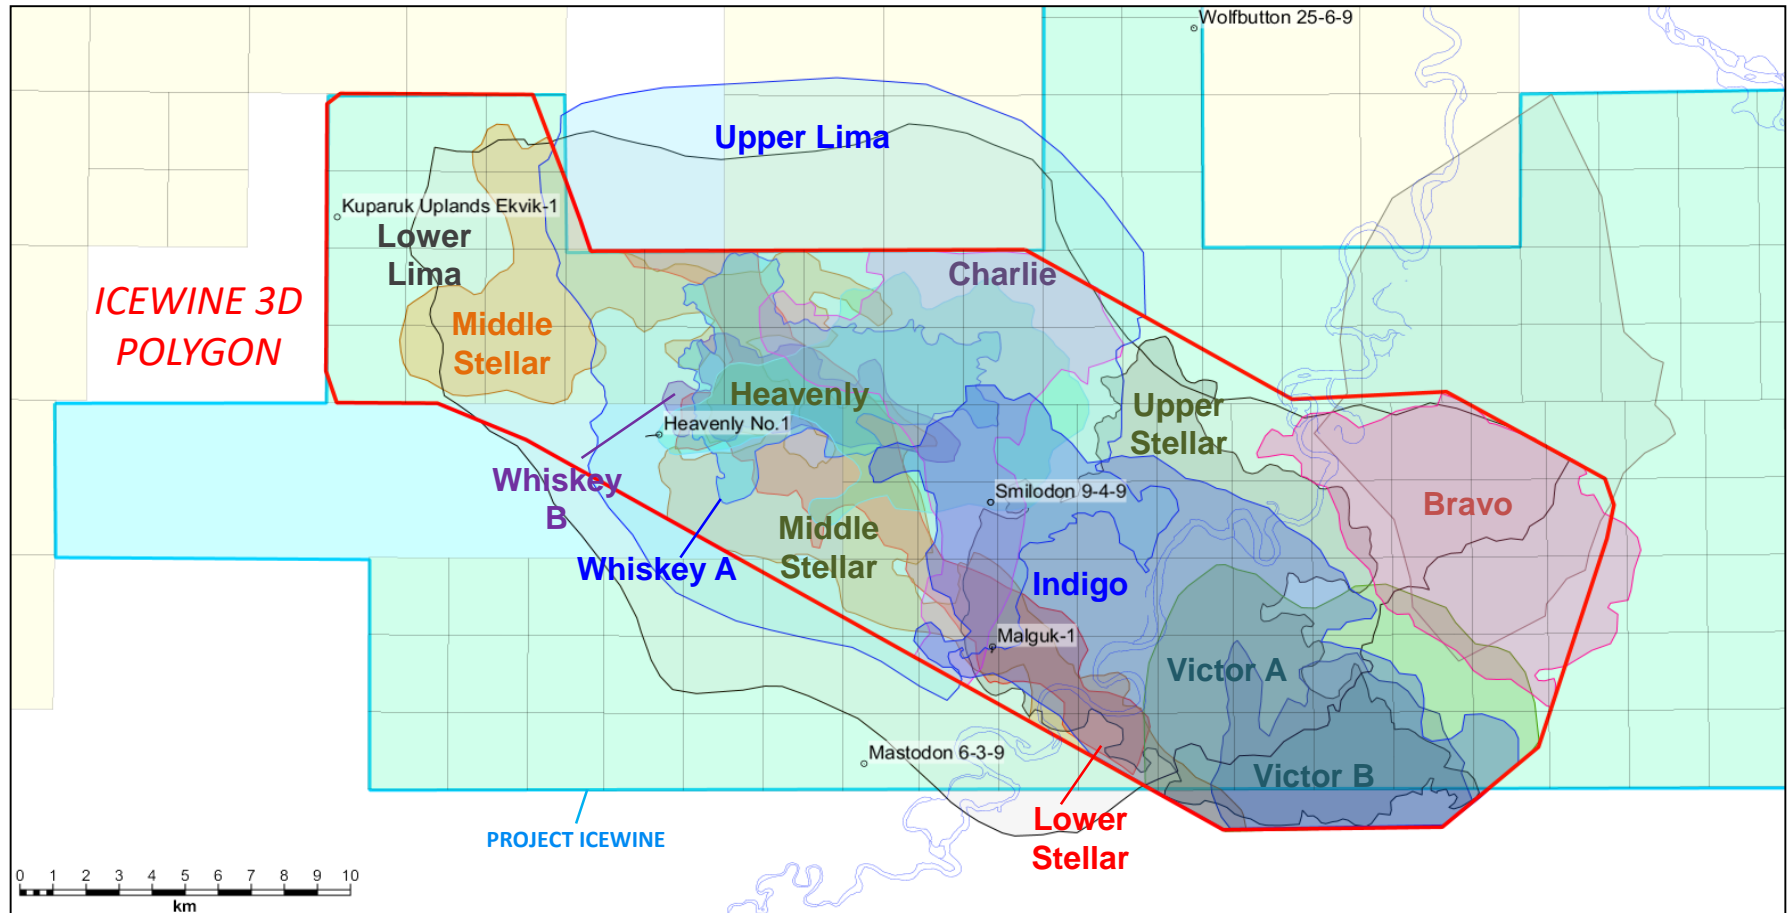 Wolfbutton 25-6-9
Upper Lima
Kuparuk Uplands Ekvik-1
Lower
Lima
Charlie
ICEWINE 3D
POLYGON
Middle
Stellar
Heavenly
Upper
Stellar
Heavenly No.1
Whiskey
B
Smilodon 9-4-9
Bravo
Middle
Stellar
Whiskey A
Indigo
Malguk-1
Victor A
Mastodon 6-3-9
Victor B
Lower
Stellar
PROJECT ICEWINE
0 1 2 3 4 5 6 7 8 9 10
km